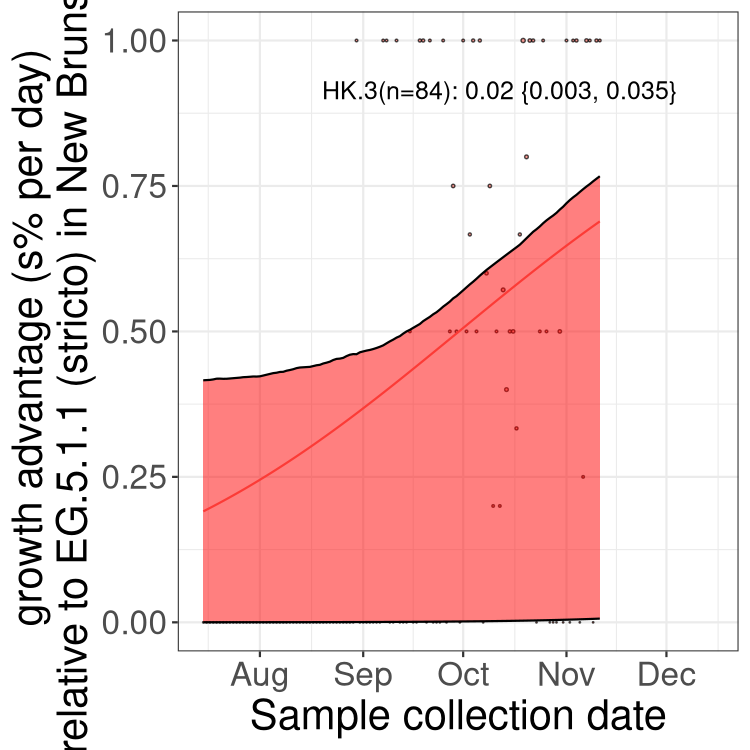 growth advantage (s% per day)
relative to EG.5.1.1 (stricto) in New Bruns
1.00
0.75
0.50
0.25
0.00
HK.3(n=84): 0.02 {0.003, 0.035}
Aug Sep Oct Nov Dec
Sample collection date